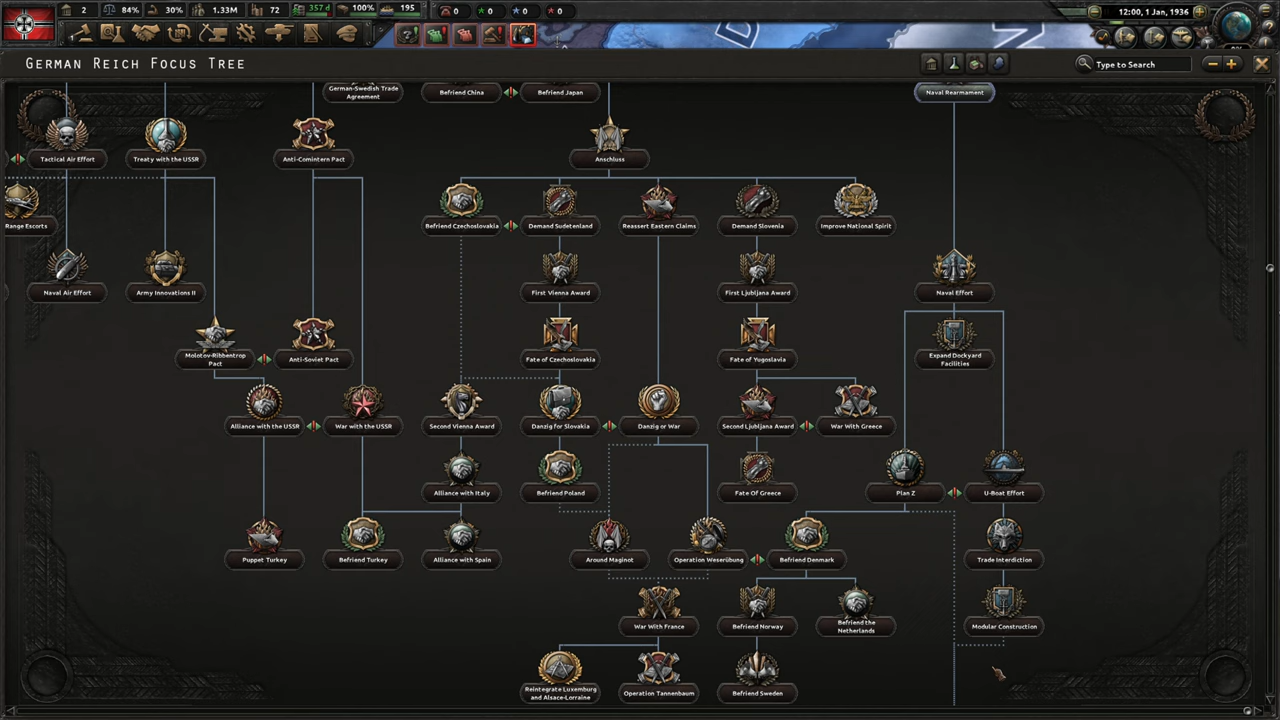 2
84%
30%
1.33M
72
357 d
100%
195
0
0
0
0
12:00, 1 Jan, 1936
German Reich Focus Tree
Type to Search
German-Swedish Trade
Agreement
Befriend China
Befriend Japan
Naval Rearmament
Tactical Air Effort
Treaty with the USSR
Anti-Comintern Pact
Anschluss
Range Escorts
Befriend Czechoslovakia
Demand Sudetenland
Reassert Eastern Claims
Demand Slovenia
Improve National Spirit
Naval Air Effort
Army Innovations II
First Vienna Award
First Ljubljana Award
Naval Effort
Molotov-Ribbentrop
Pact
Anti-Soviet Pact
Fate of Czechoslovakia
Fate of Yugoslavia
Expand Dockyard
Facilities
Alliance with the USSR
War with the USSR
Second Vienna Award
Danzig for Slovakia
Danzig or War
Second Ljubljana Award
War With Greece
Alliance with Italy
Befriend Poland
Fate Of Greece
Plan Z
U-Boat Effort
Puppet Turkey
Befriend Turkey
Alliance with Spain
Around Maginot
Operation Weserübung
Befriend Denmark
Trade Interdiction
War With France
Befriend Norway
Befriend the
Netherlands
Modular Construction
Reintegrate Luxemburg
and Alsace-Lorraine
Operation Tannenbaum
Befriend Sweden